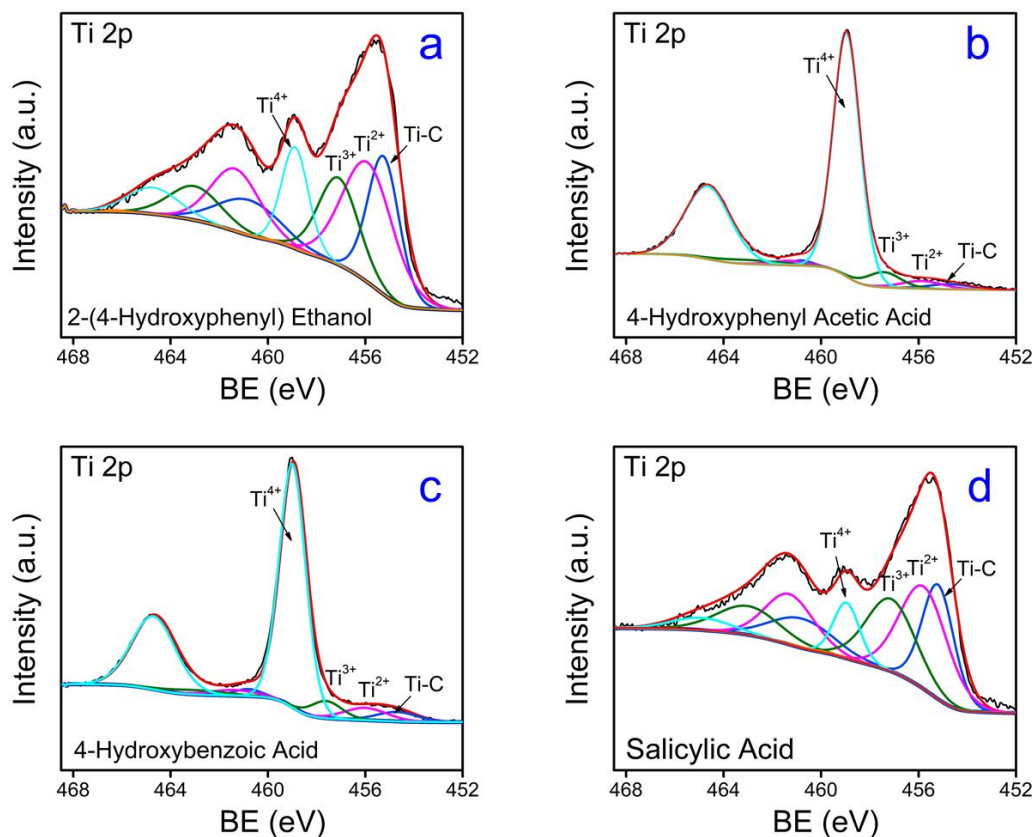 Ti 2p
a
Ti4+
Ti3+
Ti2+
Ti-C
2-(4-Hydroxyphenyl) Ethanol
Intensity (a.u.)
468 464 460 456 452
BE (eV)
Ti 2p
b
Ti4+
Ti3+
Ti2+
Ti-C
4-Hydroxyphenyl Acetic Acid
Intensity (a.u.)
468 464 460 456 452
BE (eV)
Ti 2p
c
Ti4+
Ti3+
Ti2+
Ti-C
4-Hydroxybenzoic Acid
Intensity (a.u.)
468 464 460 456 452
BE (eV)
Ti 2p
d
Ti4+
Ti3+
Ti2+
Ti-C
Salicylic Acid
Intensity (a.u.)
468 464 460 456 452
BE (eV)